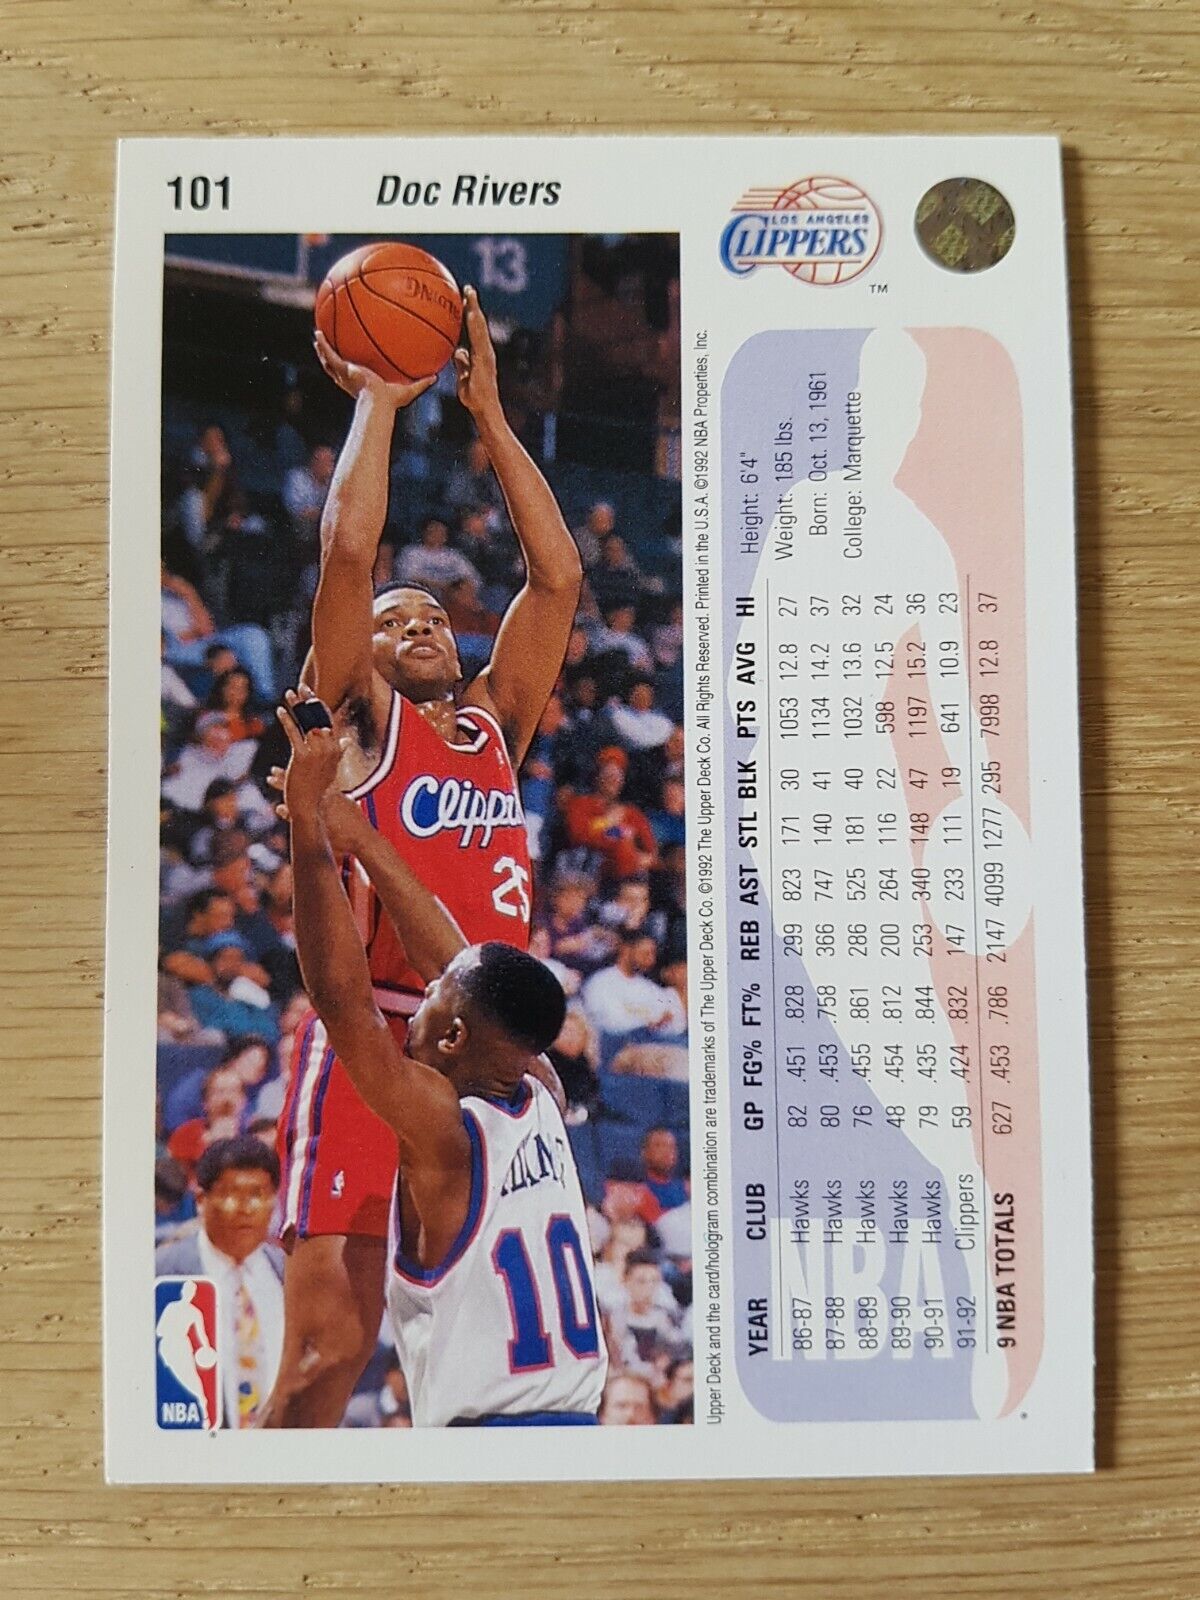 101
Doc Rivers
LOS ANGELES
CLIPPERS
TM
13
Clippe
25
10
NBA
Upper Deck and the card/hologram combination are trademarks of The Upper Deck Co. ©1992 The Upper Deck Co. All Rights Reserved. Printed in the U.S.A. ©1992 NBA Properties, Inc.
Height: 6'4"
Weight: 185 lbs.
Born: Oct. 13, 1961
College: Marquette
YEAR CLUB GP FG% FT% REB AST STL BLK PTS AVG HI
86-87 Hawks 82 .451 .828 299 823 171 30 1053 12.8 27
87-88 Hawks 80 .453 .758 366 747 140 41 1134 14.2 37
88-89 Hawks 76 .455 .861 286 525 181 40 1032 13.6 32
89-90 Hawks 48 .454 .812 200 264 116 22 598 12.5 24
90-91 Hawks 79 .435 .844 253 340 148 47 1197 15.2 36
91-92 Clippers 59 .424 .832 147 233 111 19 641 10.9 23
9 NBA TOTALS 627 .453 .786 2147 4099 1277 295 7998 12.8 37
NBA